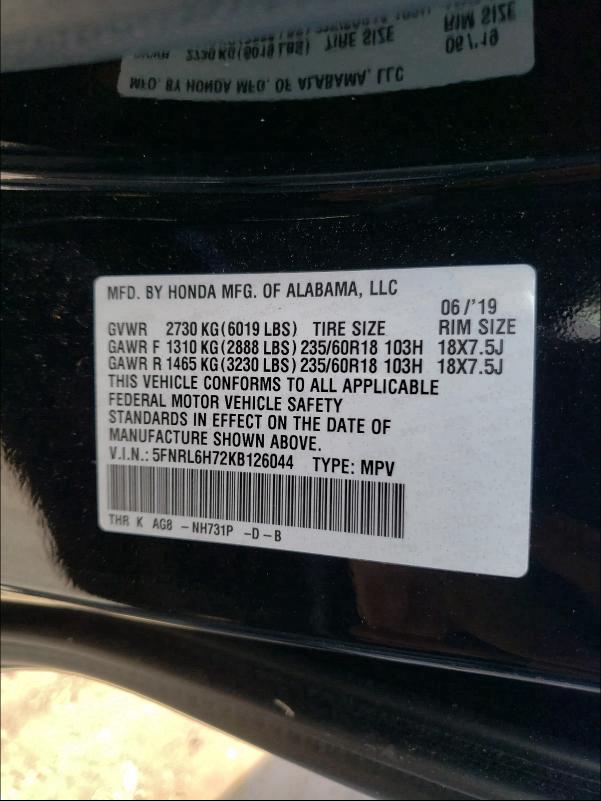 MFD. BY HONDA MFG. OF ALABAMA, LLC
06/'19
GVWR 2730 KG(6019 LBS) TIRE SIZE RIM SIZE
GAWR F 1310 KG(2888 LBS) 235/60R18 103H 18X7.5J
GAWR R 1465 KG(3230 LBS) 235/60R18 103H 18X7.5J
THIS VEHICLE CONFORMS TO ALL APPLICABLE
FEDERAL MOTOR VEHICLE SAFETY
STANDARDS IN EFFECT ON THE DATE OF
MANUFACTURE SHOWN ABOVE.
V.I.N.: 5FNRL6H72KB126044 TYPE: MPV
THR K AG8 -NH731P -D-B